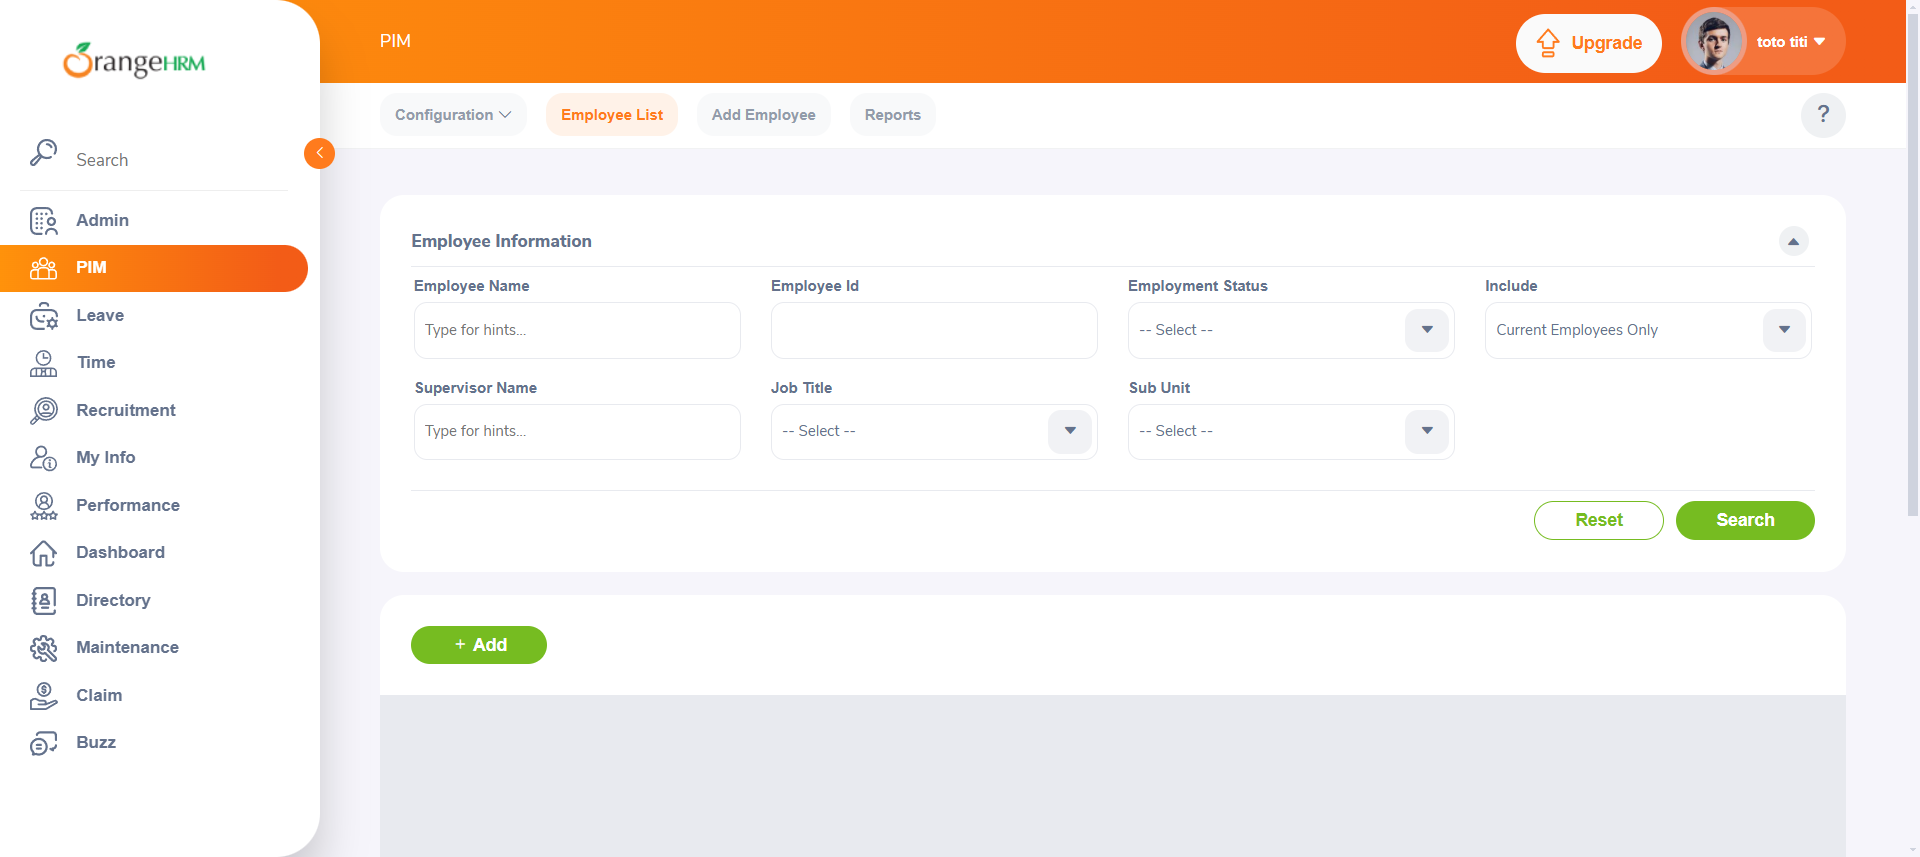 OrangeHRM
PIM
Upgrade
toto titi
Configuration
Employee List
Add Employee
Reports
?
Search
Admin
PIM
Leave
Time
Recruitment
My Info
Performance
Dashboard
Directory
Maintenance
Claim
Buzz
Employee Information
Employee Name
Employee Id
Employment Status
Include
Type for hints...
-- Select --
Current Employees Only
Supervisor Name
Job Title
Sub Unit
Type for hints...
-- Select --
-- Select --
Reset
Search
+ Add